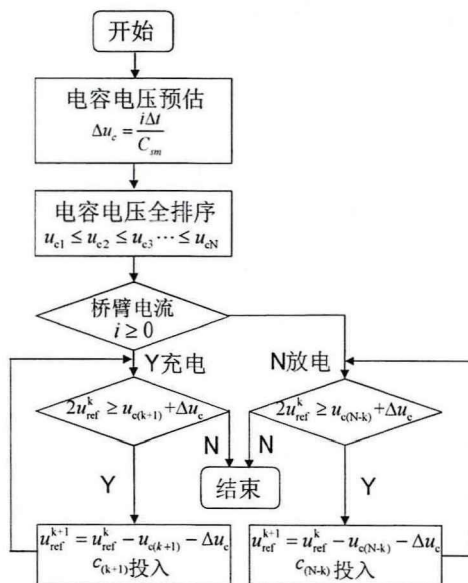 开始
电容电压预估
Δu_c = iΔt/C_sm
电容电压全排序
u_c1 ≤ u_c2 ≤ u_c3 ⋯ ≤ u_cN
桥臂电流
i ≥ 0
Y充电
N放电
2u_ref^k ≥ u_c(k+1) + Δu_c
2u_ref^k ≥ u_c(N-k) + Δu_c
N
N
结束
Y
Y
u_ref^k+1 = u_ref^k − u_c(k+1) − Δu_c
c_(k+1)投入
u_ref^k+1 = u_ref^k − u_c(N-k) − Δu_c
c_(N-k)投入